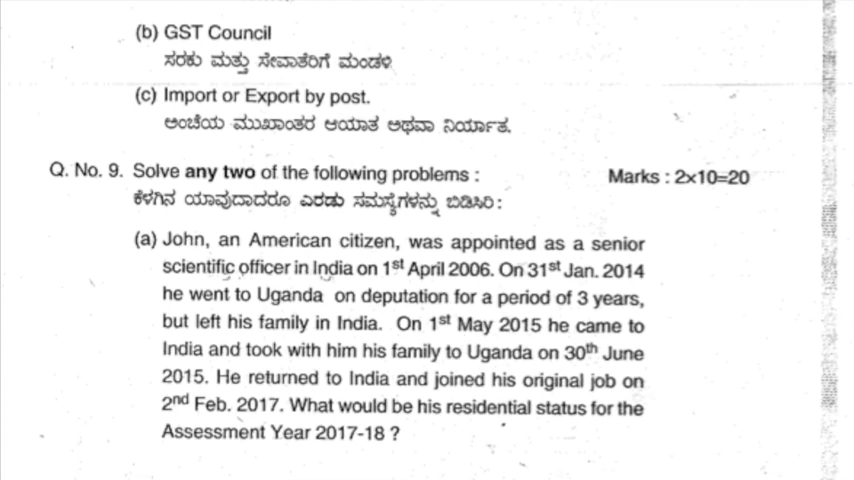 (b) GST Council
ಸರಕು ಮತ್ತು ಸೇವಾತೆರಿಗೆ ಮಂಡಳಿ
(c) Import or Export by post.
ಅಂಚೆಯ ಮುಖಾಂತರ ಆಯಾತ ಅಥವಾ ನಿರ್ಯಾತ.
Q. No. 9. Solve any two of the following problems : Marks : 2×10=20
ಕೆಳಗಿನ ಯಾವುದಾದರೂ ಎರಡು ಸಮಸ್ಯೆಗಳನ್ನು ಬಿಡಿಸಿರಿ :
(a) John, an American citizen, was appointed as a senior
scientific officer in India on 1st April 2006. On 31st Jan. 2014
he went to Uganda on deputation for a period of 3 years,
but left his family in India. On 1st May 2015 he came to
India and took with him his family to Uganda on 30th June
2015. He returned to India and joined his original job on
2nd Feb. 2017. What would be his residential status for the
Assessment Year 2017-18 ?